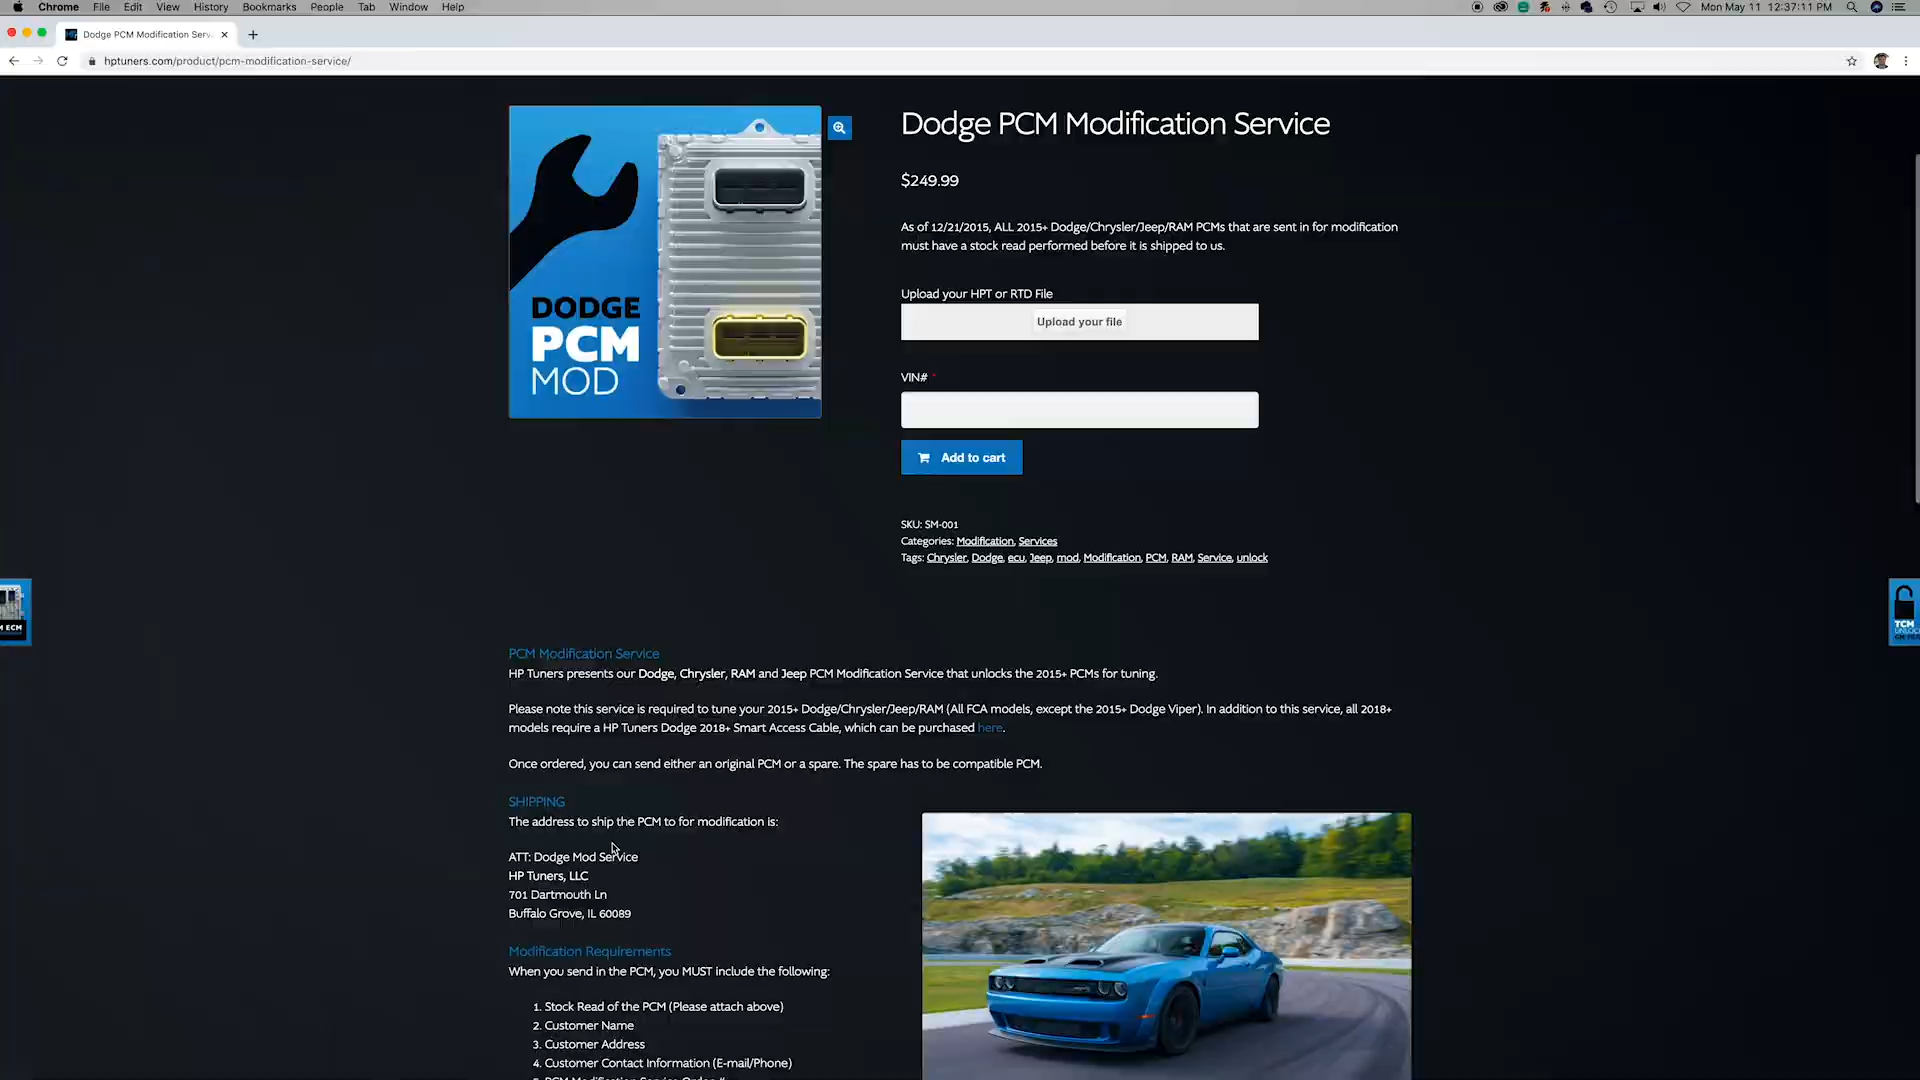 Chrome File Edit View History Bookmarks People Tab Window Help
Mon May 11 12:37:11 PM
Dodge PCM Modification Serv
hptuners.com/product/pcm-modification-service/
DODGE
PCM
MOD
Dodge PCM Modification Service
$249.99
As of 12/21/2015, ALL 2015+ Dodge/Chrysler/Jeep/RAM PCMs that are sent in for modification
must have a stock read performed before it is shipped to us.
Upload your HPT or RTD File
Upload your file
VIN# *
Add to cart
SKU: SM-001
Categories: Modification, Services
Tags: Chrysler, Dodge, ecu, Jeep, mod, Modification, PCM, RAM, Service, unlock
M ECM
TCM
PCM Modification Service
HP Tuners presents our Dodge, Chrysler, RAM and Jeep PCM Modification Service that unlocks the 2015+ PCMs for tuning.
Please note this service is required to tune your 2015+ Dodge/Chrysler/Jeep/RAM (All FCA models, except the 2015+ Dodge Viper). In addition to this service, all 2018+
models require a HP Tuners Dodge 2018+ Smart Access Cable, which can be purchased here.
Once ordered, you can send either an original PCM or a spare. The spare has to be compatible PCM.
SHIPPING
The address to ship the PCM to for modification is:
ATT: Dodge Mod Service
HP Tuners, LLC
701 Dartmouth Ln
Buffalo Grove, IL 60089
Modification Requirements
When you send in the PCM, you MUST include the following:
1. Stock Read of the PCM (Please attach above)
2. Customer Name
3. Customer Address
4. Customer Contact Information (E-mail/Phone)